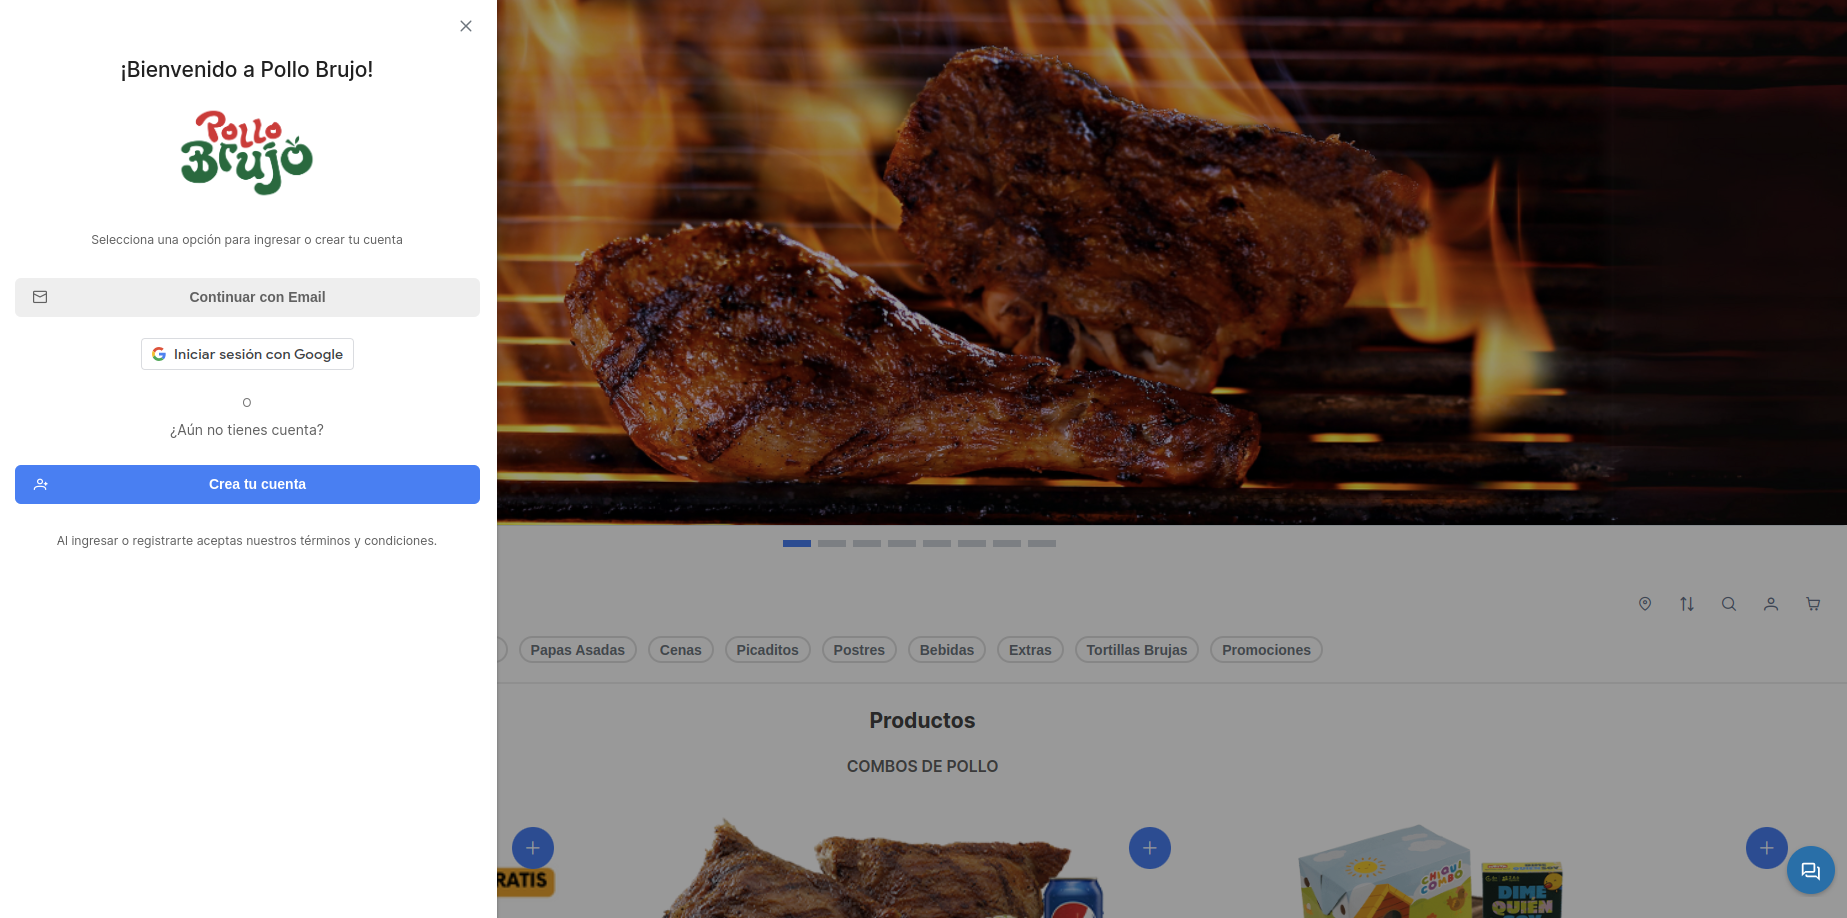 ¡Bienvenido a Pollo Brujo!
Pollo
Brujo
Selecciona una opción para ingresar o crear tu cuenta
Continuar con Email
Iniciar sesión con Google
O
¿Aún no tienes cuenta?
Crea tu cuenta
Al ingresar o registrarte aceptas nuestros términos y condiciones.
Papas Asadas
Cenas
Picaditos
Postres
Bebidas
Extras
Tortillas Brujas
Promociones
Productos
COMBOS DE POLLO
RATIS
CHIQUI
COMBO
DIME
QUIÉN